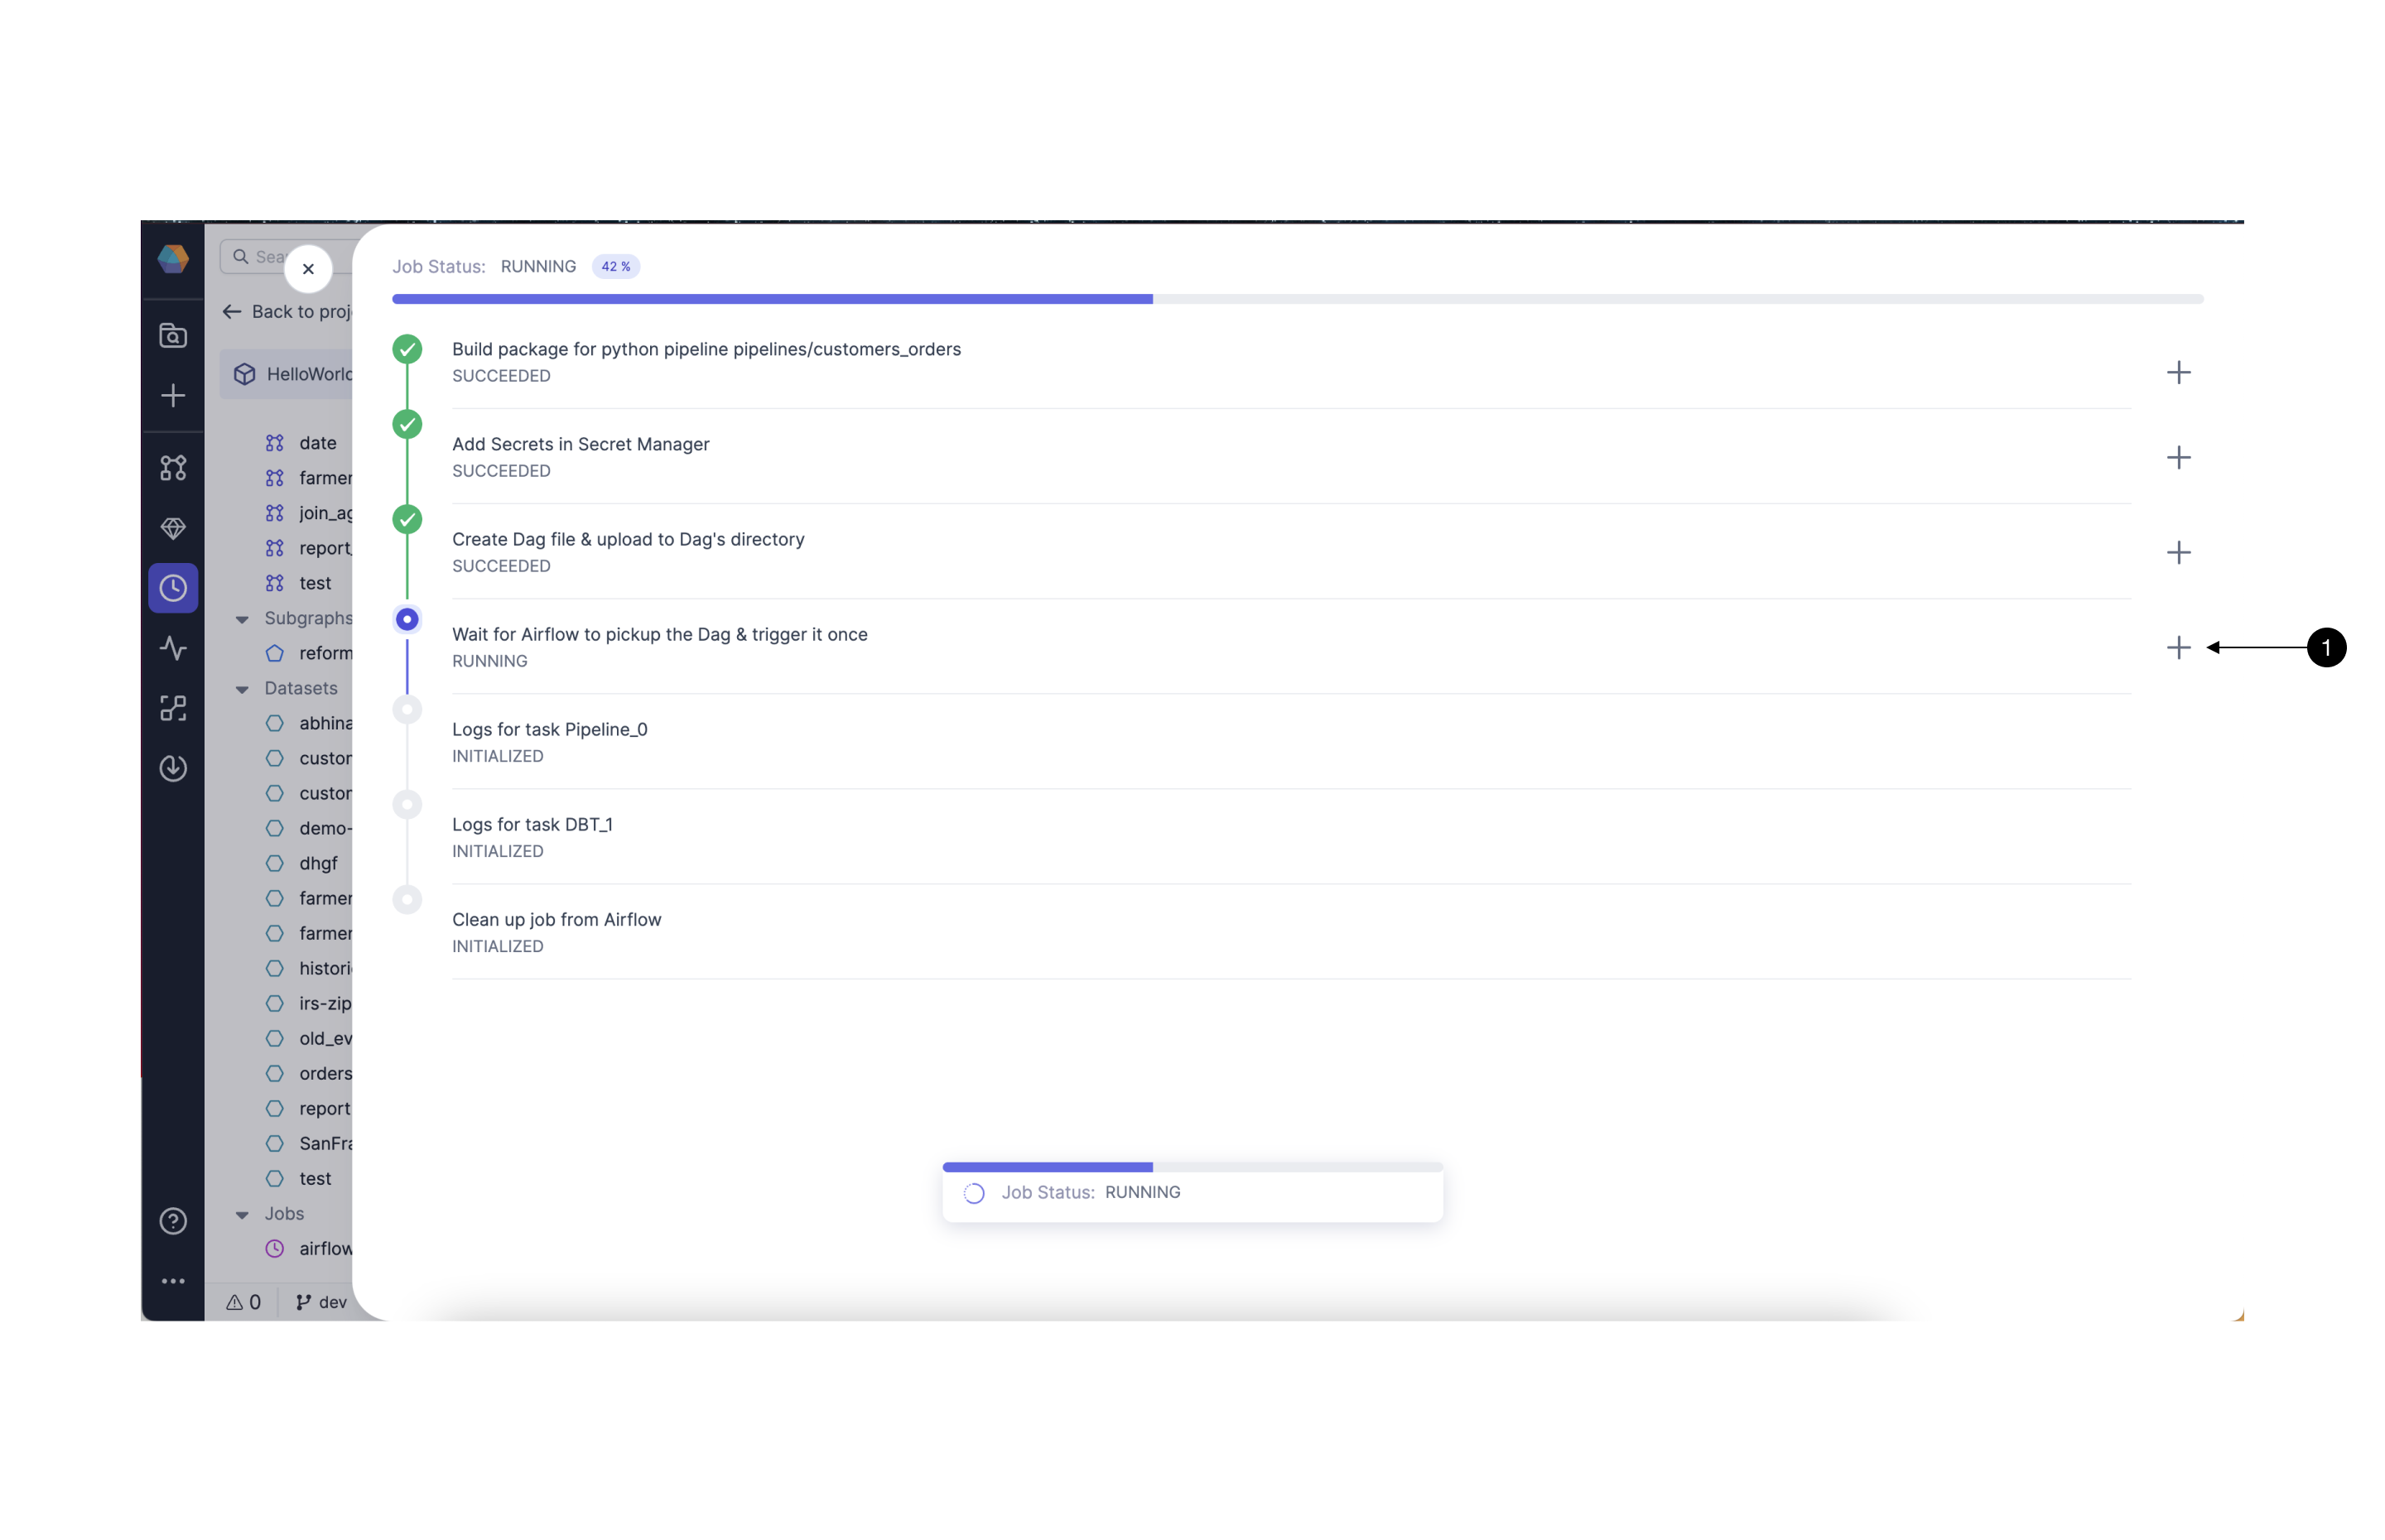 Sea
Back to proj
HelloWorld
date
farmer
join_ag
report_
test
Subgraphs
reform
Datasets
abhina
custom
custom
demo-
dhgf
farmer
farmer
histori
irs-zip
old_ev
orders
report
SanFra
test
Jobs
airflow
0
dev
Job Status: RUNNING 42 %
Build package for python pipeline pipelines/customers_orders
SUCCEEDED
Add Secrets in Secret Manager
SUCCEEDED
Create Dag file & upload to Dag's directory
SUCCEEDED
Wait for Airflow to pickup the Dag & trigger it once
RUNNING
1
Logs for task Pipeline_0
INITIALIZED
Logs for task DBT_1
INITIALIZED
Clean up job from Airflow
INITIALIZED
Job Status: RUNNING